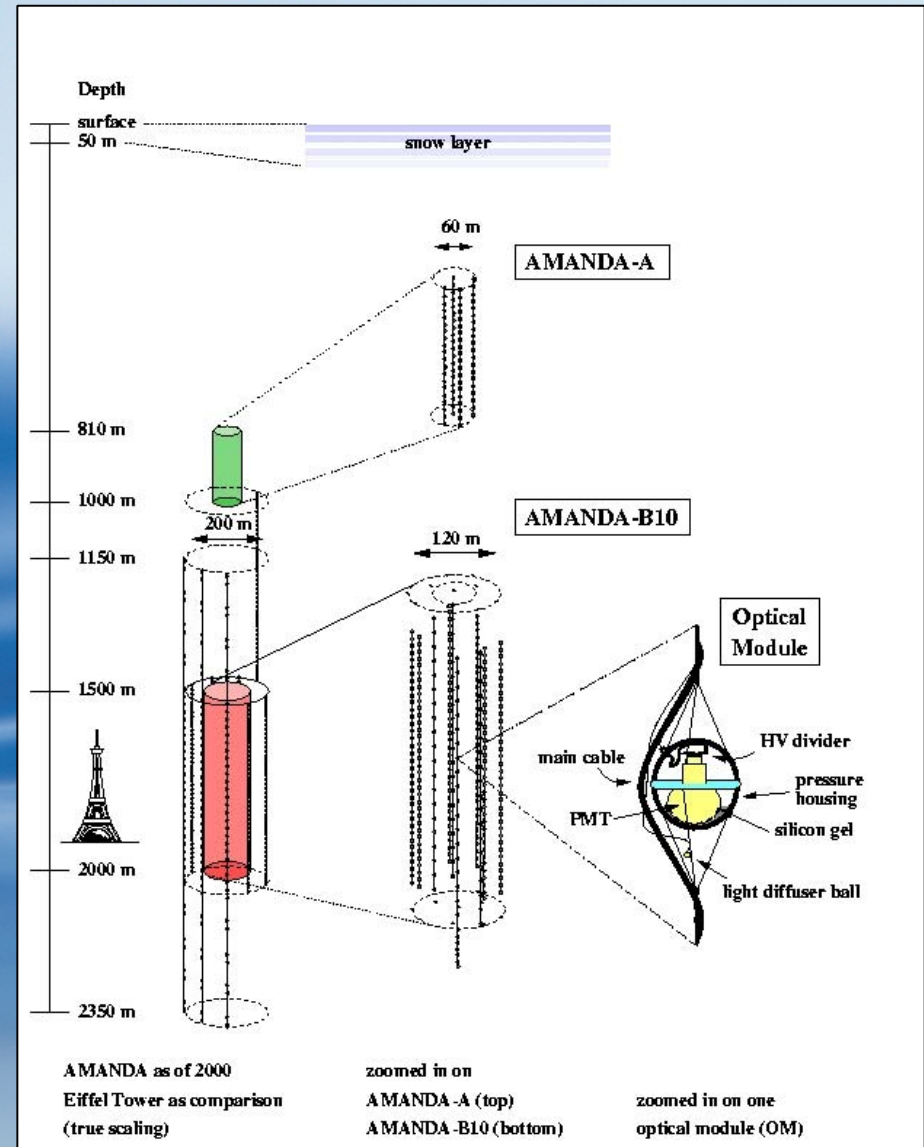 Depth
surface
50 m
snow layer
60 m
AMANDA-A
810 m
1000 m
200 m
AMANDA-B10
120 m
1150 m
Optical
Module
1500 m
HV divider
main cable
pressure
housing
PMT
silicon gel
2000 m
light diffuser ball
2350 m
AMANDA as of 2000
Eiffel Tower as comparison
(true scaling)
zoomed in on
AMANDA-A (top)
AMANDA-B10 (bottom)
zoomed in on one
optical module (OM)